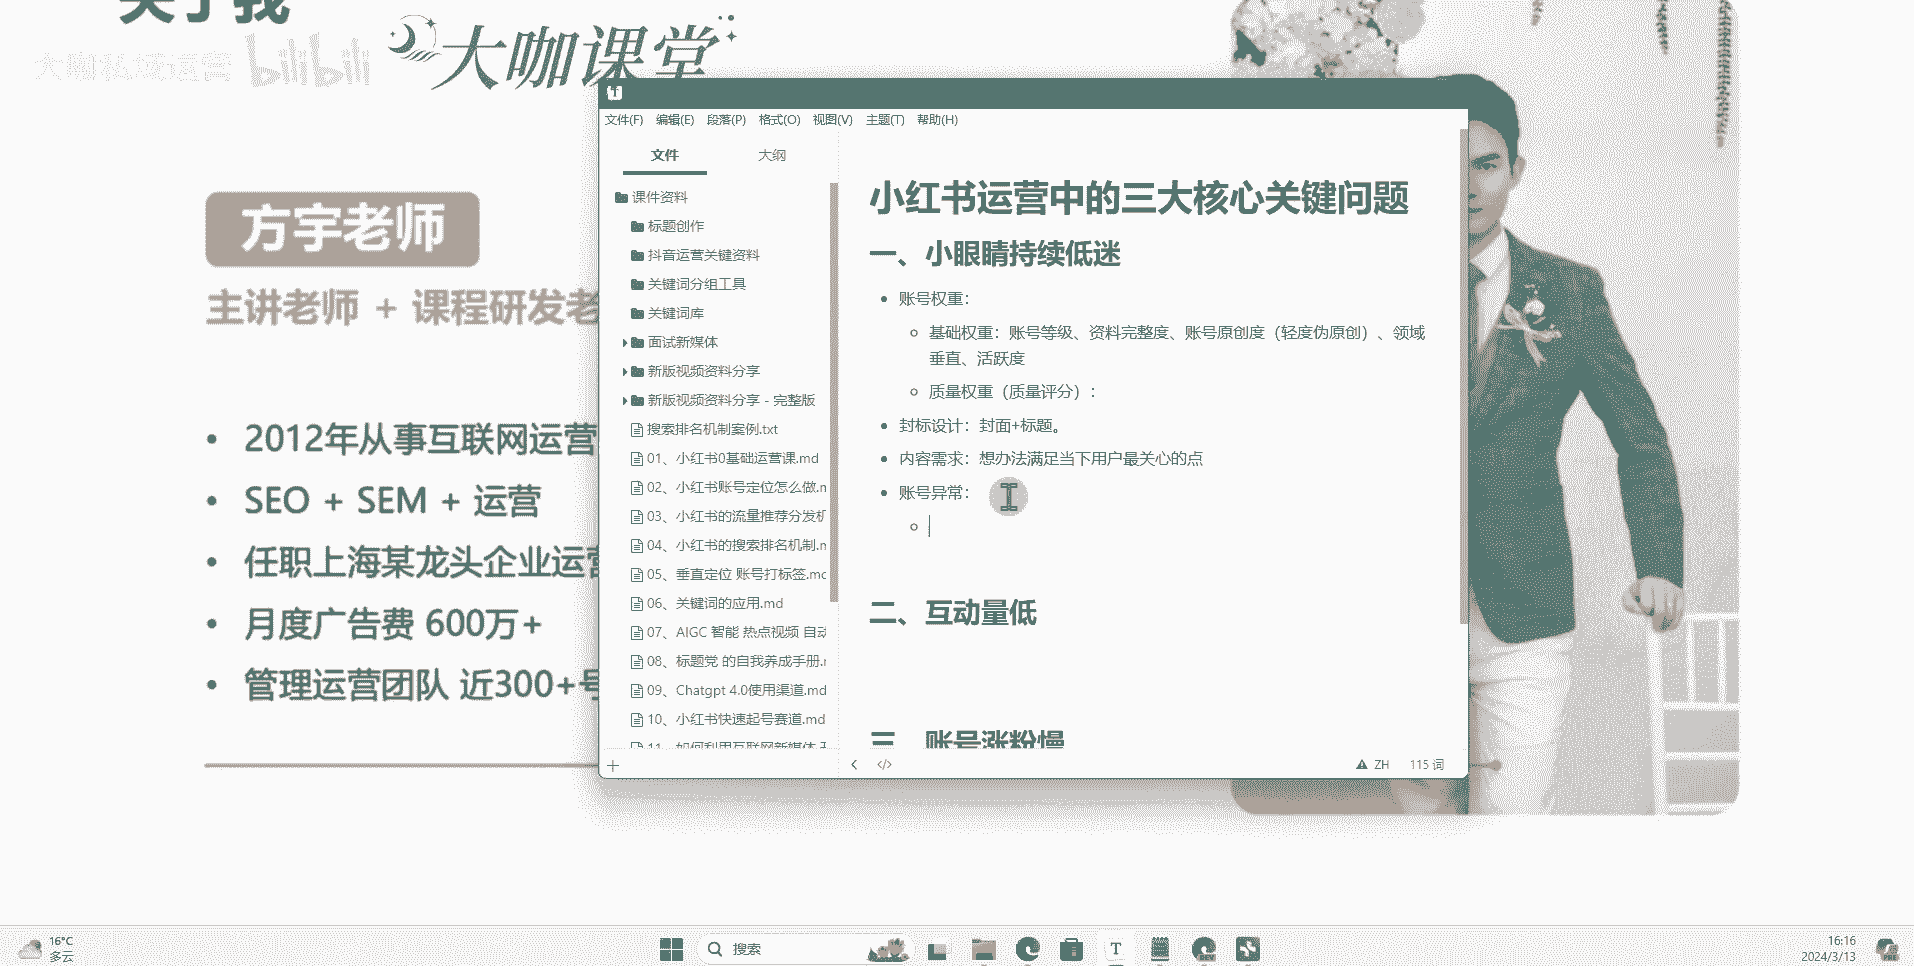 关于我
大咖私域运营 bilibili
大咖课堂
方宇老师
主讲老师 + 课程研发老
2012年从事互联网运营
SEO + SEM + 运营
任职上海某龙头企业运营
月度广告费 600万+
管理运营团队 近300+号
文件(F) 编辑(E) 段落(P) 格式(O) 视图(V) 主题(T) 帮助(H)
文件 大纲
课件资料
标题创作
抖音运营关键资料
关键词分组工具
关键词库
面试新媒体
新版视频资料分享
新版视频资料分享 - 完整版
搜索排名机制案例.txt
01、小红书0基础运营课.md
02、小红书账号定位怎么做.m
03、小红书的流量推荐分发机
04、小红书的搜索排名机制.m
05、垂直定位 账号打标签.mc
06、关键词的应用.md
07、AIGC 智能 热点视频 自动
08、标题党 的自我养成手册.m
09、Chatgpt 4.0使用渠道.md
10、小红书快速起号赛道.md
11、如何利用互联网新媒体
小红书运营中的三大核心关键问题
一、小眼睛持续低迷
账号权重：
基础权重：账号等级、资料完整度、账号原创度（轻度伪原创）、领域
垂直、活跃度
质量权重（质量评分）：
封标设计：封面+标题。
内容需求：想办法满足当下用户最关心的点
账号异常：
二、互动量低
三、账号涨粉慢
ZH 115 词
16°C
多云
搜索
16:16
2024/3/13